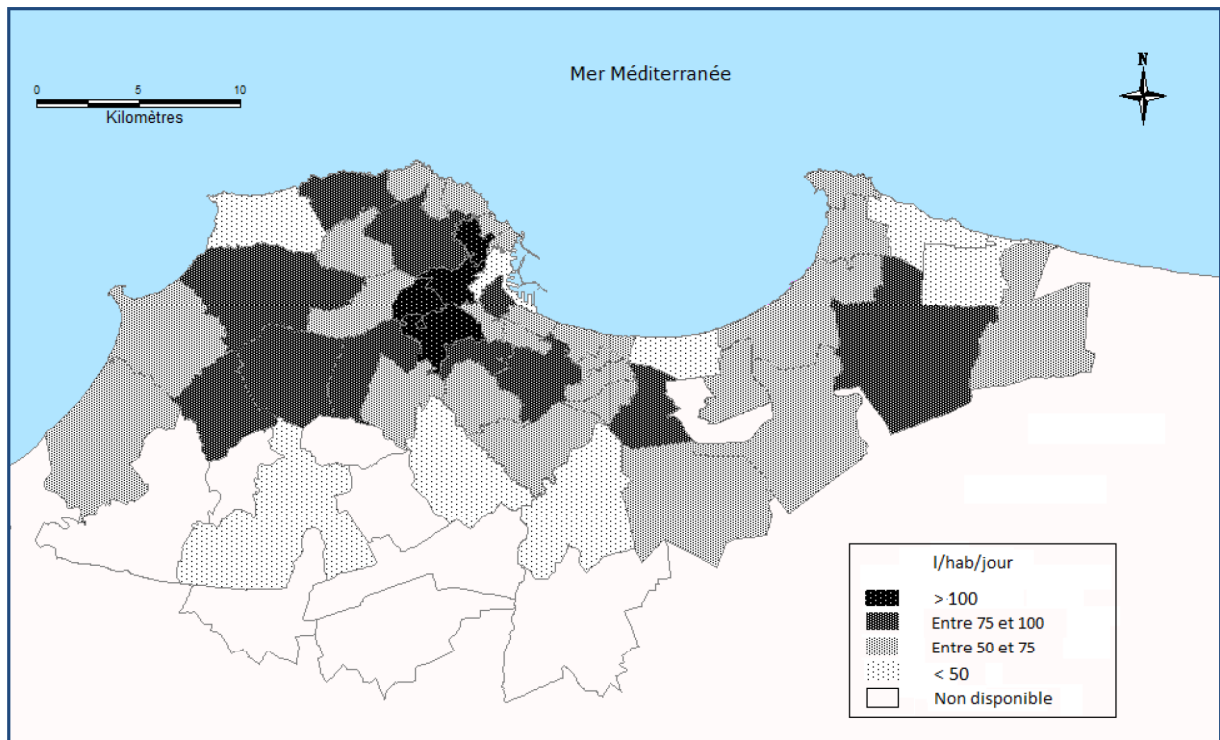 Mer Méditerranée
N
0 5 10
Kilomètres
l/hab/jour
> 100
Entre 75 et 100
Entre 50 et 75
< 50
Non disponible